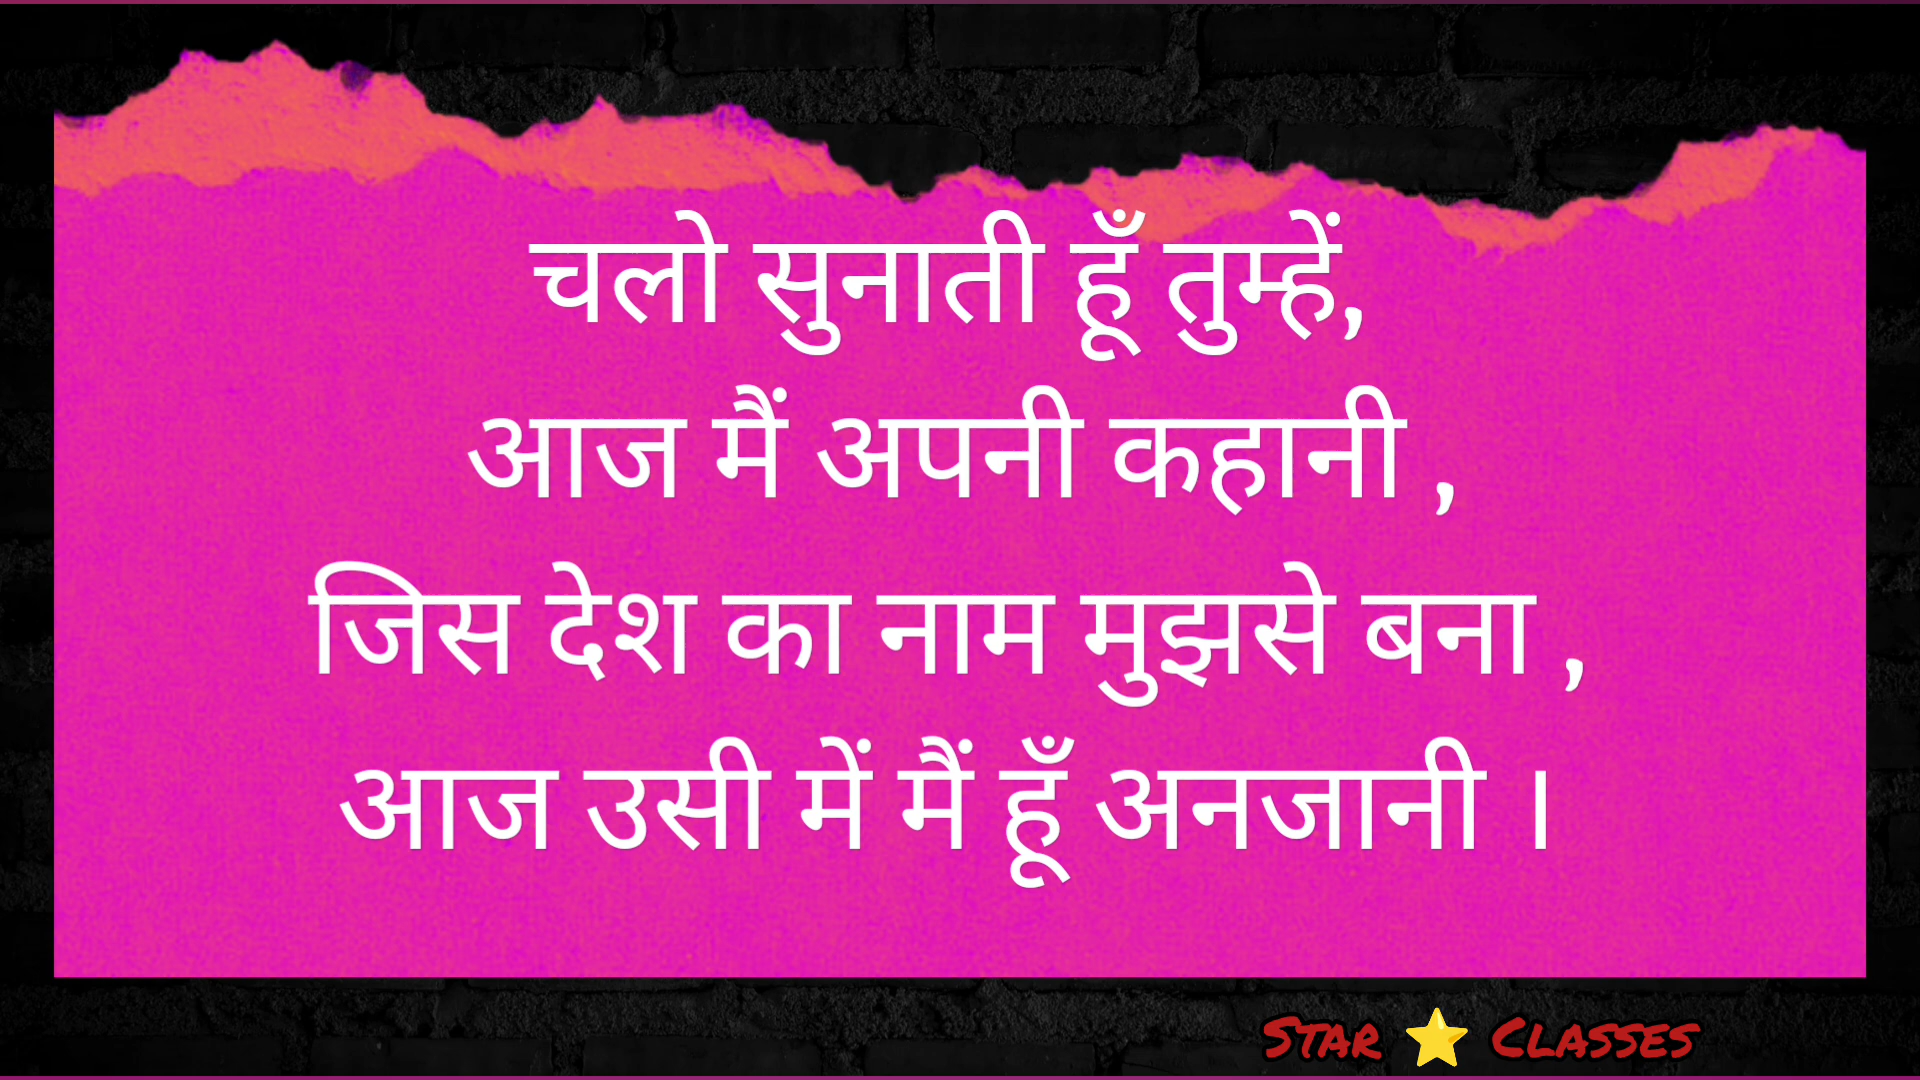 चलो सुनाती हूँ तुम्हें,
आज मैं अपनी कहानी ,
जिस देश का नाम मुझसे बना ,
आज उसी में मैं हूँ अनजानी ।
STAR ⭐ CLASSES